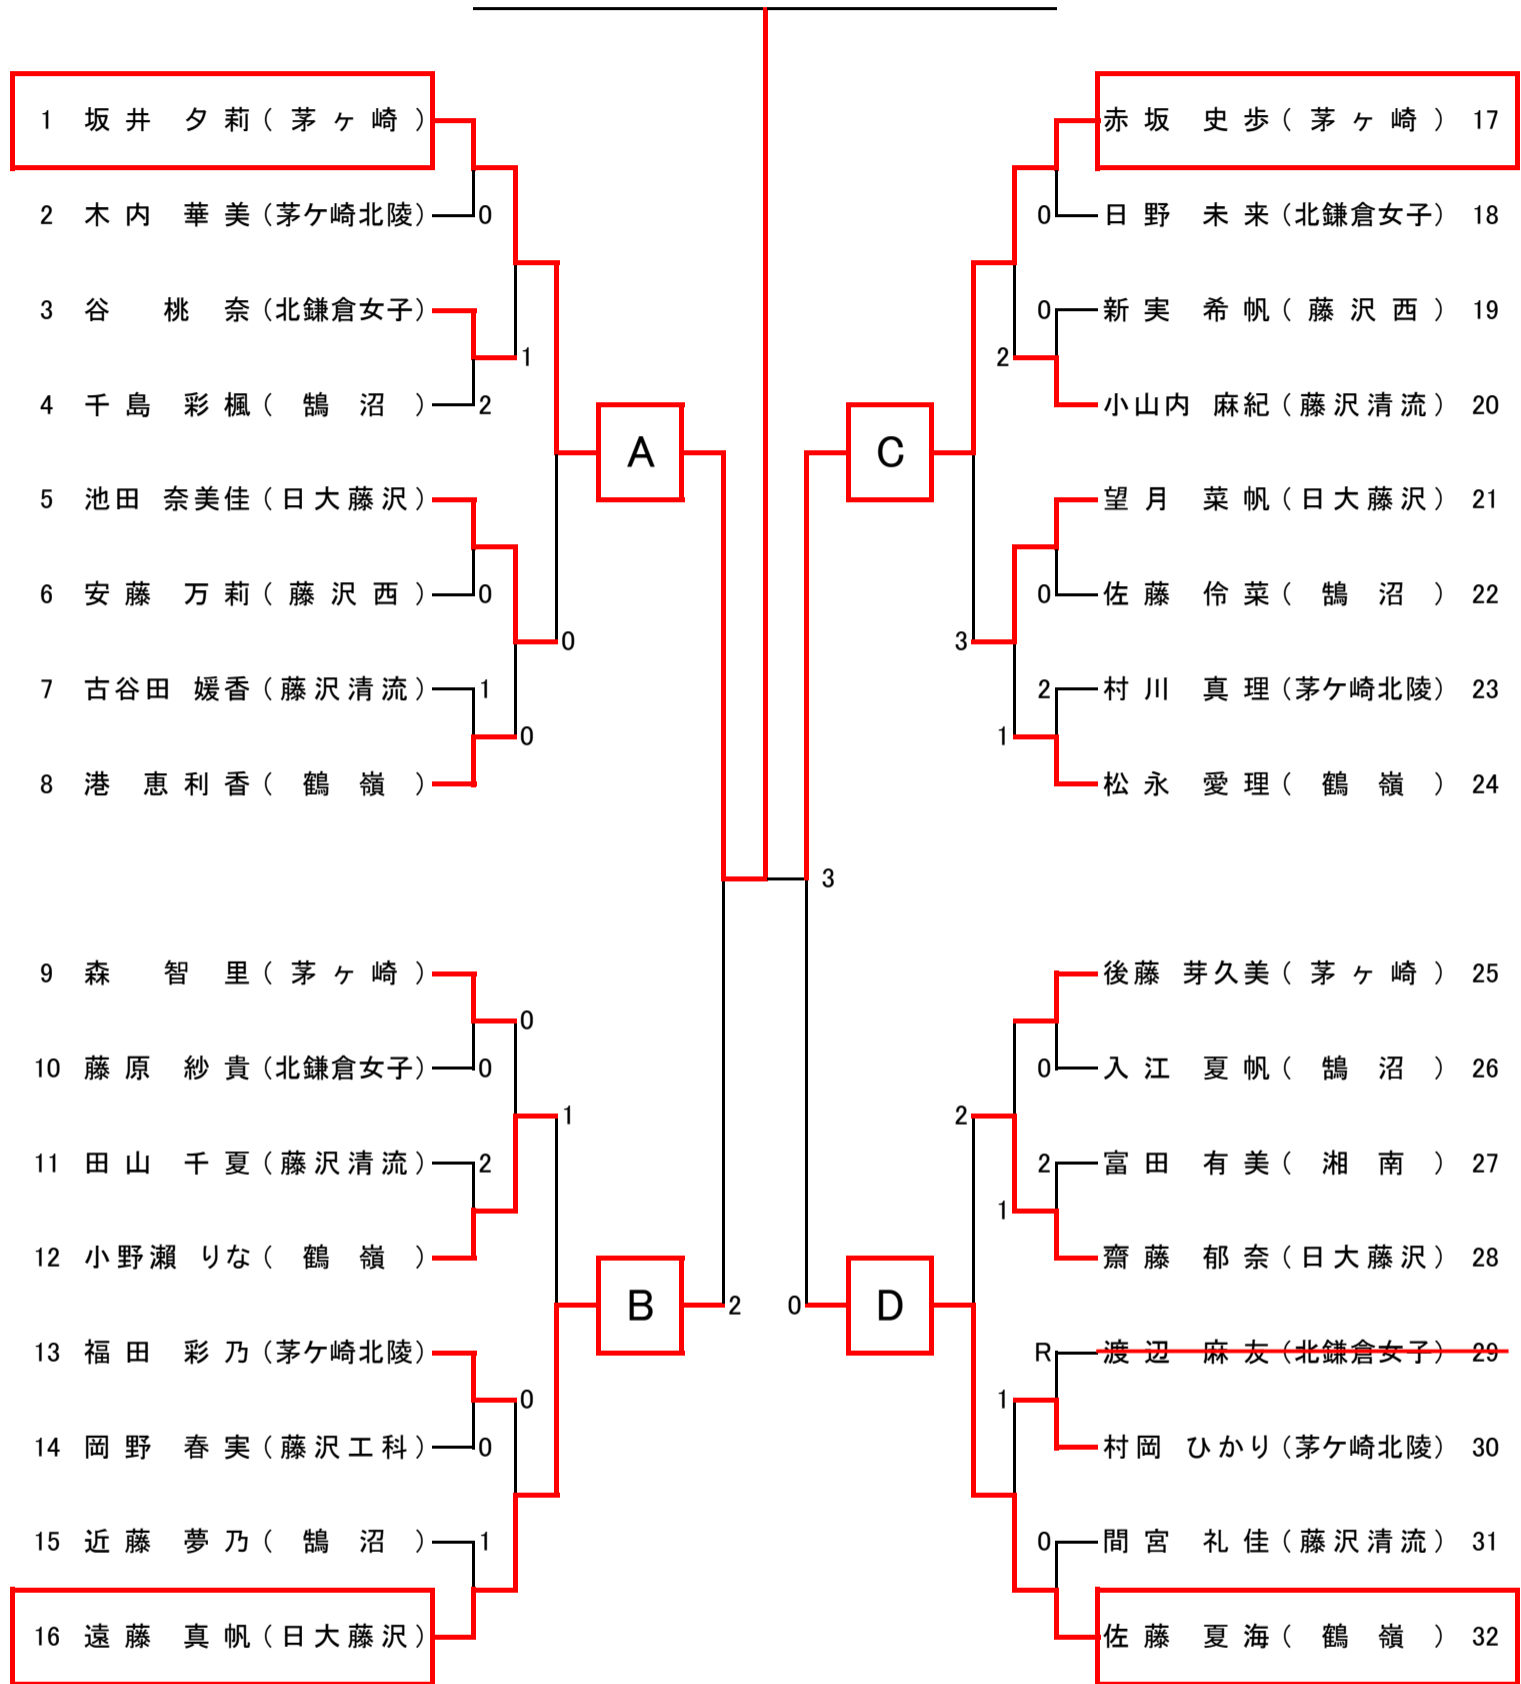 1 坂井 夕莉(茅ヶ崎)
0
2 木内 華美(茅ケ崎北陵)
3 谷 桃奈(北鎌倉女子)
1
4 千島 彩楓(鵠沼)
2
A
5 池田 奈美佳(日大藤沢)
6 安藤 万莉(藤沢西)
0
0
7 古谷田 媛香(藤沢清流)
1
0
8 港 恵利香(鶴嶺)
9 森 智里(茅ヶ崎)
0
10 藤原 紗貴(北鎌倉女子)
0
1
11 田山 千夏(藤沢清流)
2
12 小野瀬 りな(鶴嶺)
B
2
13 福田 彩乃(茅ケ崎北陵)
0
14 岡野 春実(藤沢工科)
0
15 近藤 夢乃(鵠沼)
1
16 遠藤 真帆(日大藤沢)
3
赤坂 史歩(茅ヶ崎) 17
0
日野 未来(北鎌倉女子) 18
0
新実 希帆(藤沢西) 19
2
小山内 麻紀(藤沢清流) 20
C
望月 菜帆(日大藤沢) 21
0
佐藤 伶菜(鵠沼) 22
3
2
村川 真理(茅ケ崎北陵) 23
1
松永 愛理(鶴嶺) 24
後藤 芽久美(茅ヶ崎) 25
0
入江 夏帆(鵠沼) 26
2
2
富田 有美(湘南) 27
1
齋藤 郁奈(日大藤沢) 28
0
D
R
渡辺 麻友(北鎌倉女子) 29
1
村岡 ひかり(茅ケ崎北陵) 30
0
間宮 礼佳(藤沢清流) 31
佐藤 夏海(鶴嶺) 32